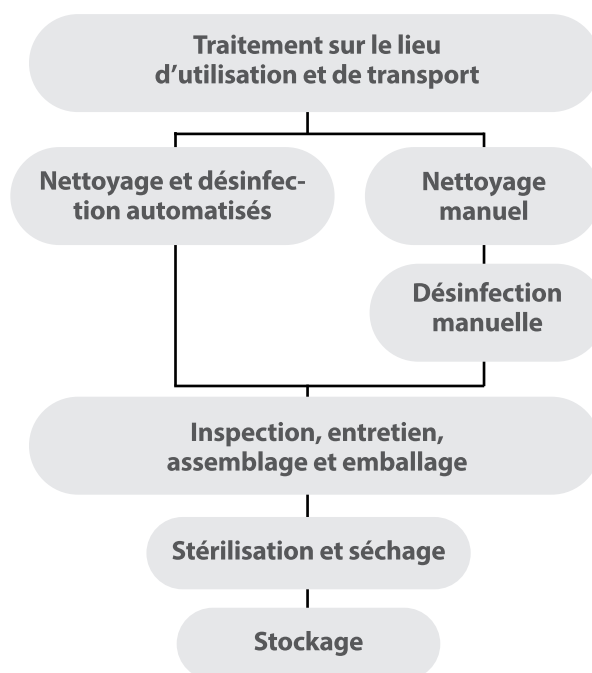 Traitement sur le lieu
d’utilisation et de transport
Nettoyage et désinfec-
tion automatisés
Nettoyage
manuel
Désinfection
manuelle
Inspection, entretien,
assemblage et emballage
Stérilisation et séchage
Stockage